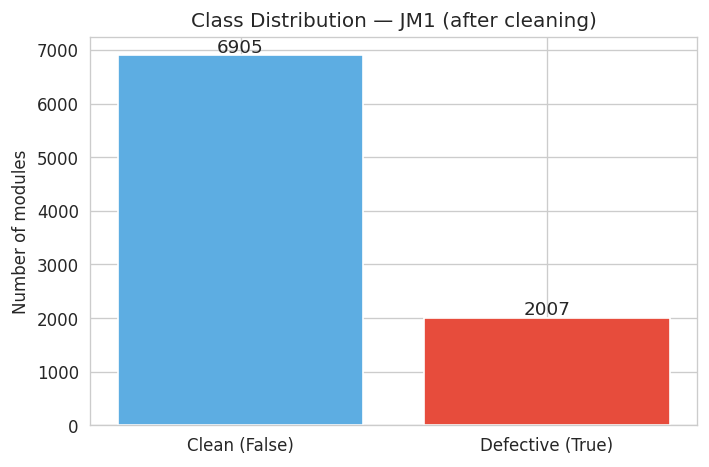 Class Distribution — JM1 (after cleaning)
Number of modules
7000
6000
5000
4000
3000
2000
1000
0
6905
2007
Clean (False)
Defective (True)